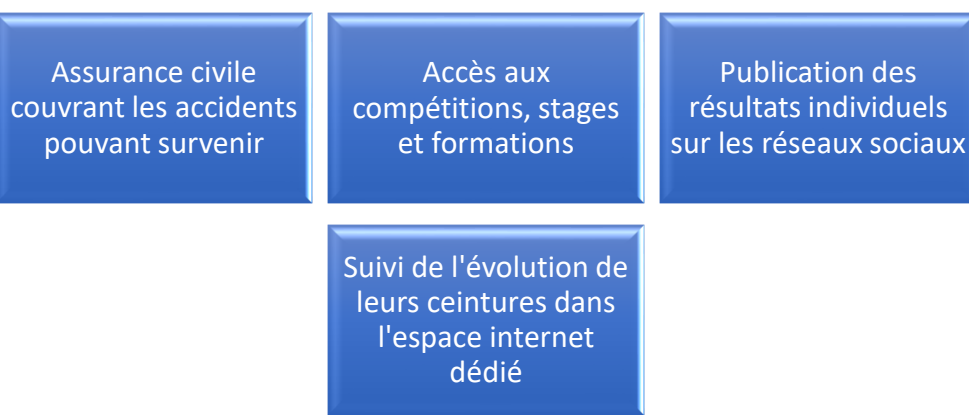 Assurance civile
couvrant les accidents
pouvant survenir
Accès aux
compétitions, stages
et formations
Publication des
résultats individuels
sur les réseaux sociaux
Suivi de l'évolution de
leurs ceintures dans
l'espace internet
dédié